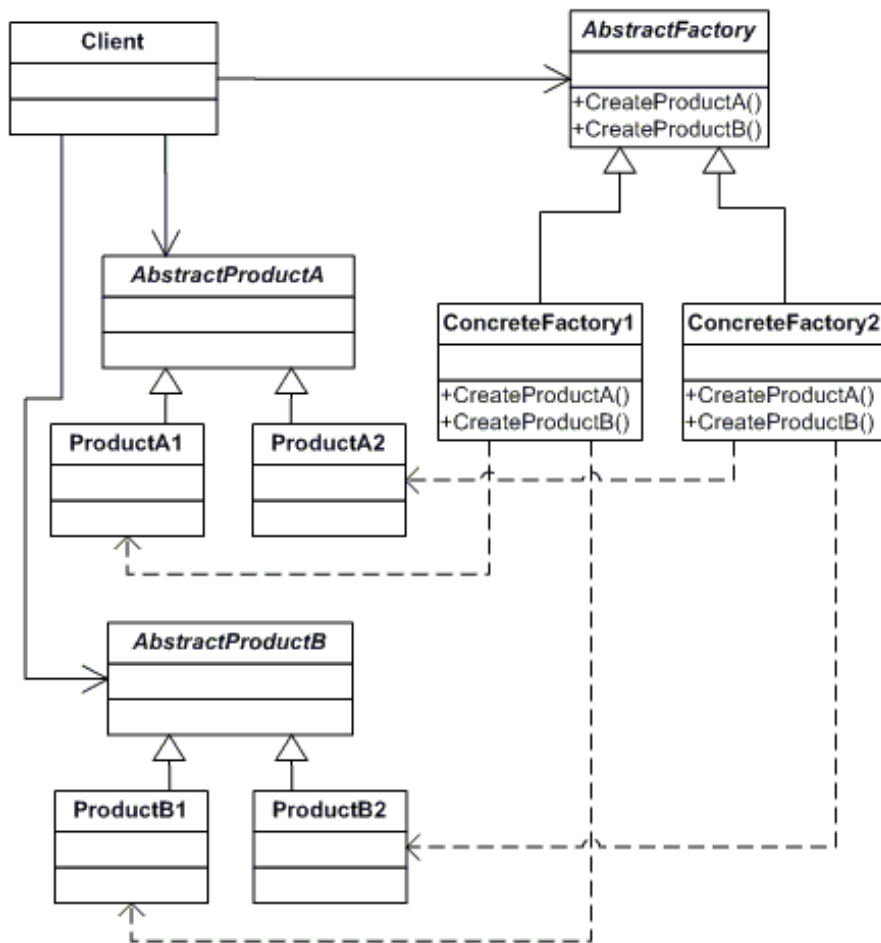 Client
AbstractFactory
+CreateProductA()
+CreateProductB()
AbstractProductA
ConcreteFactory1
+CreateProductA()
+CreateProductB()
ConcreteFactory2
+CreateProductA()
+CreateProductB()
ProductA1
ProductA2
AbstractProductB
ProductB1
ProductB2